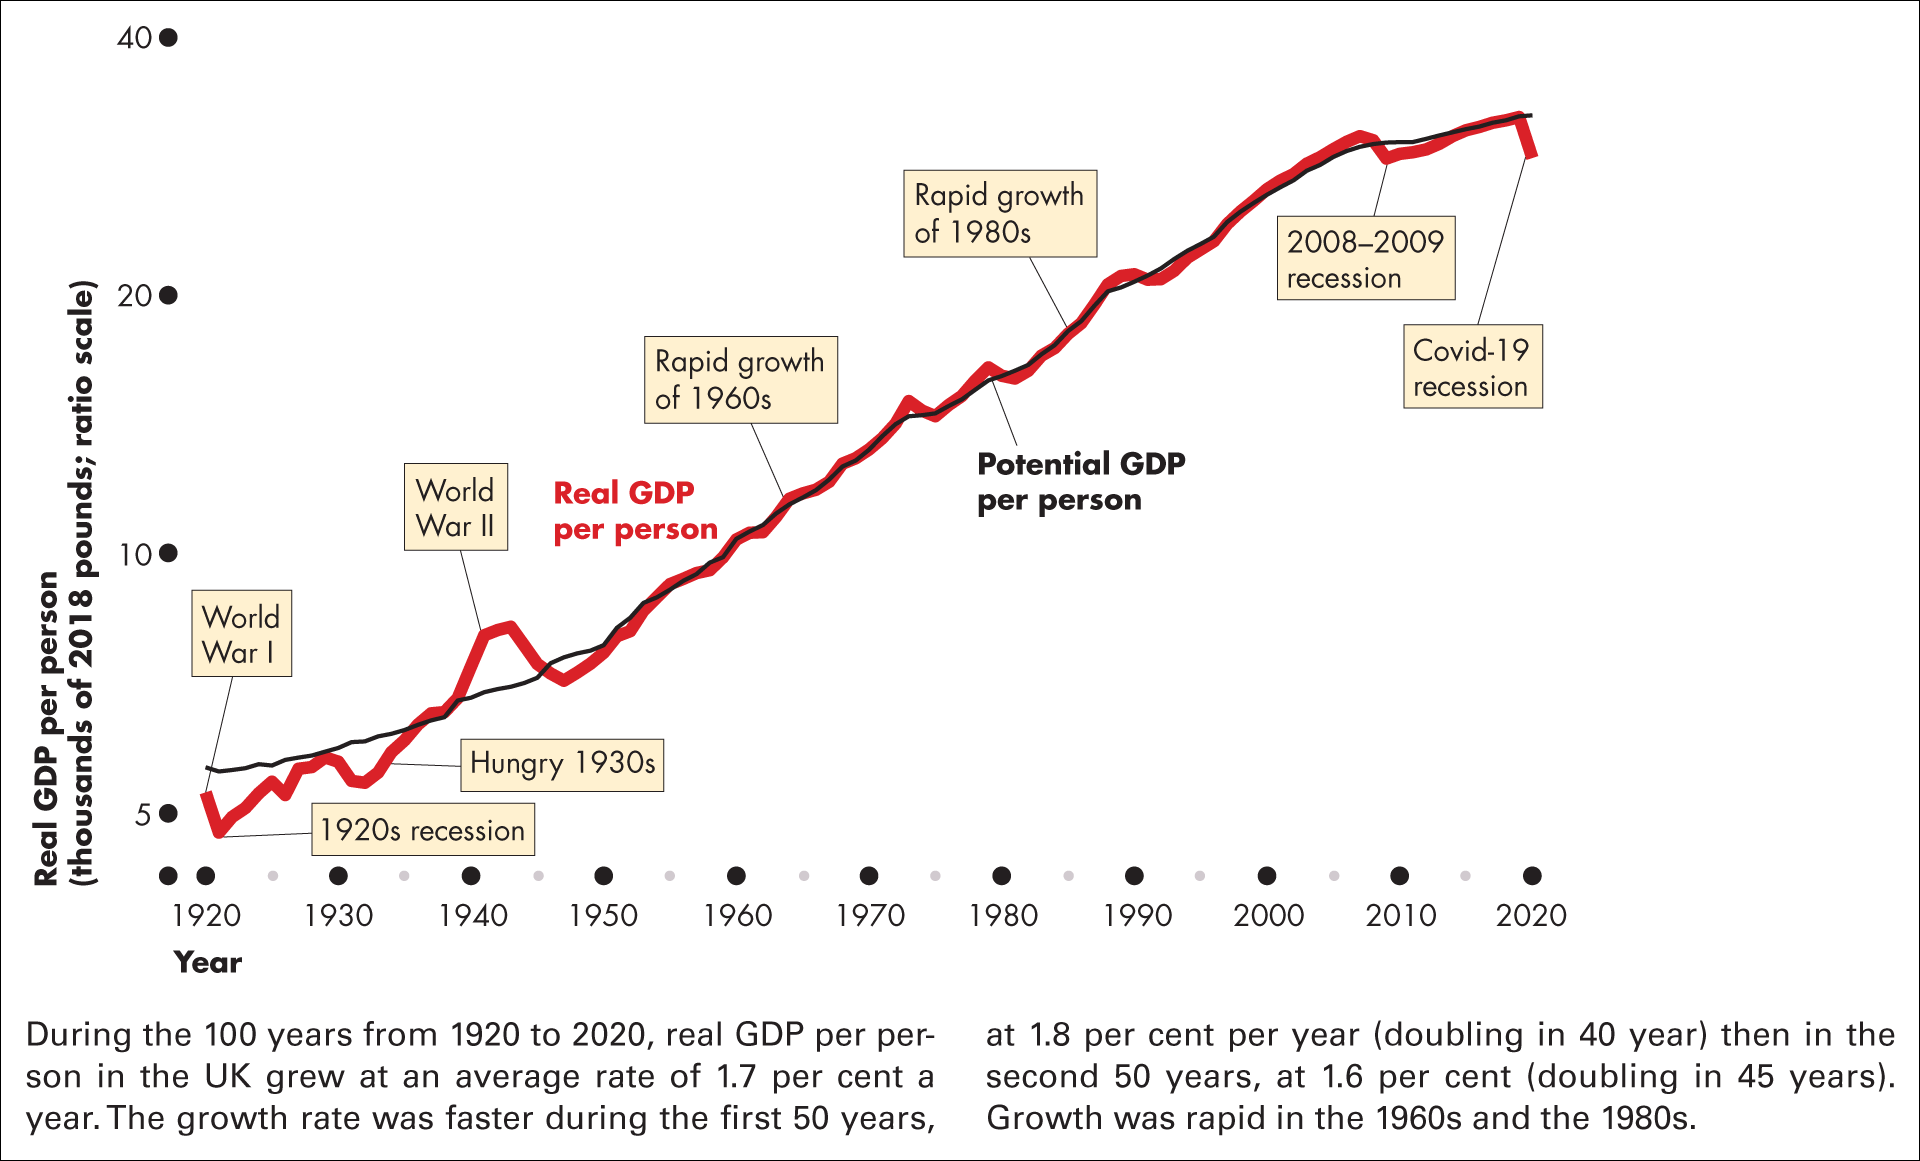 40
20
10
5
Real GDP per person
(thousands of 2018 pounds; ratio scale)
World
War I
1920s recession
Hungry 1930s
World
War II
Real GDP
per person
Rapid growth
of 1960s
Rapid growth
of 1980s
Potential GDP
per person
2008–2009
recession
Covid-19
recession
1920 1930 1940 1950 1960 1970 1980 1990 2000 2010 2020
Year
During the 100 years from 1920 to 2020, real GDP per per-
son in the UK grew at an average rate of 1.7 per cent a
year. The growth rate was faster during the first 50 years,
at 1.8 per cent per year (doubling in 40 year) then in the
second 50 years, at 1.6 per cent (doubling in 45 years).
Growth was rapid in the 1960s and the 1980s.